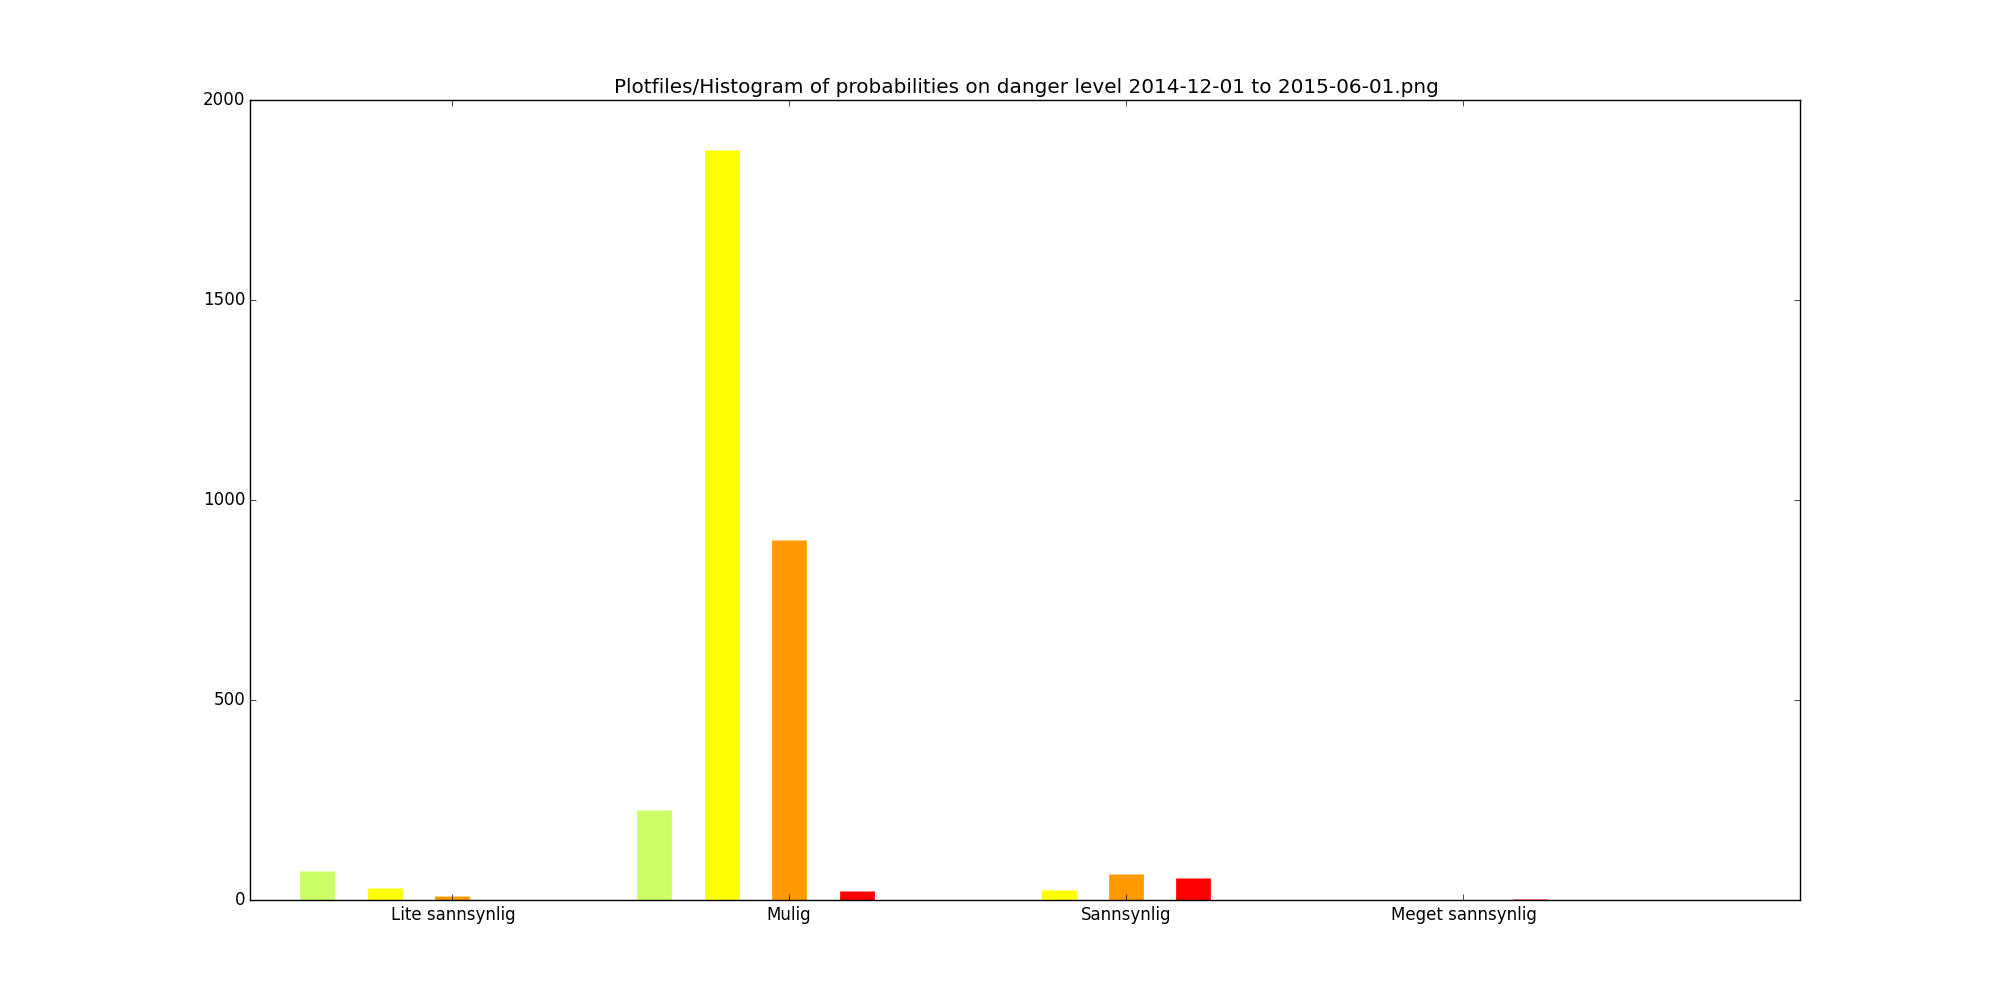 Plotfiles/Histogram of probabilities on danger level 2014-12-01 to 2015-06-01.png
2000
1500
1000
500
0
Lite sannsynlig Mulig Sannsynlig Meget sannsynlig